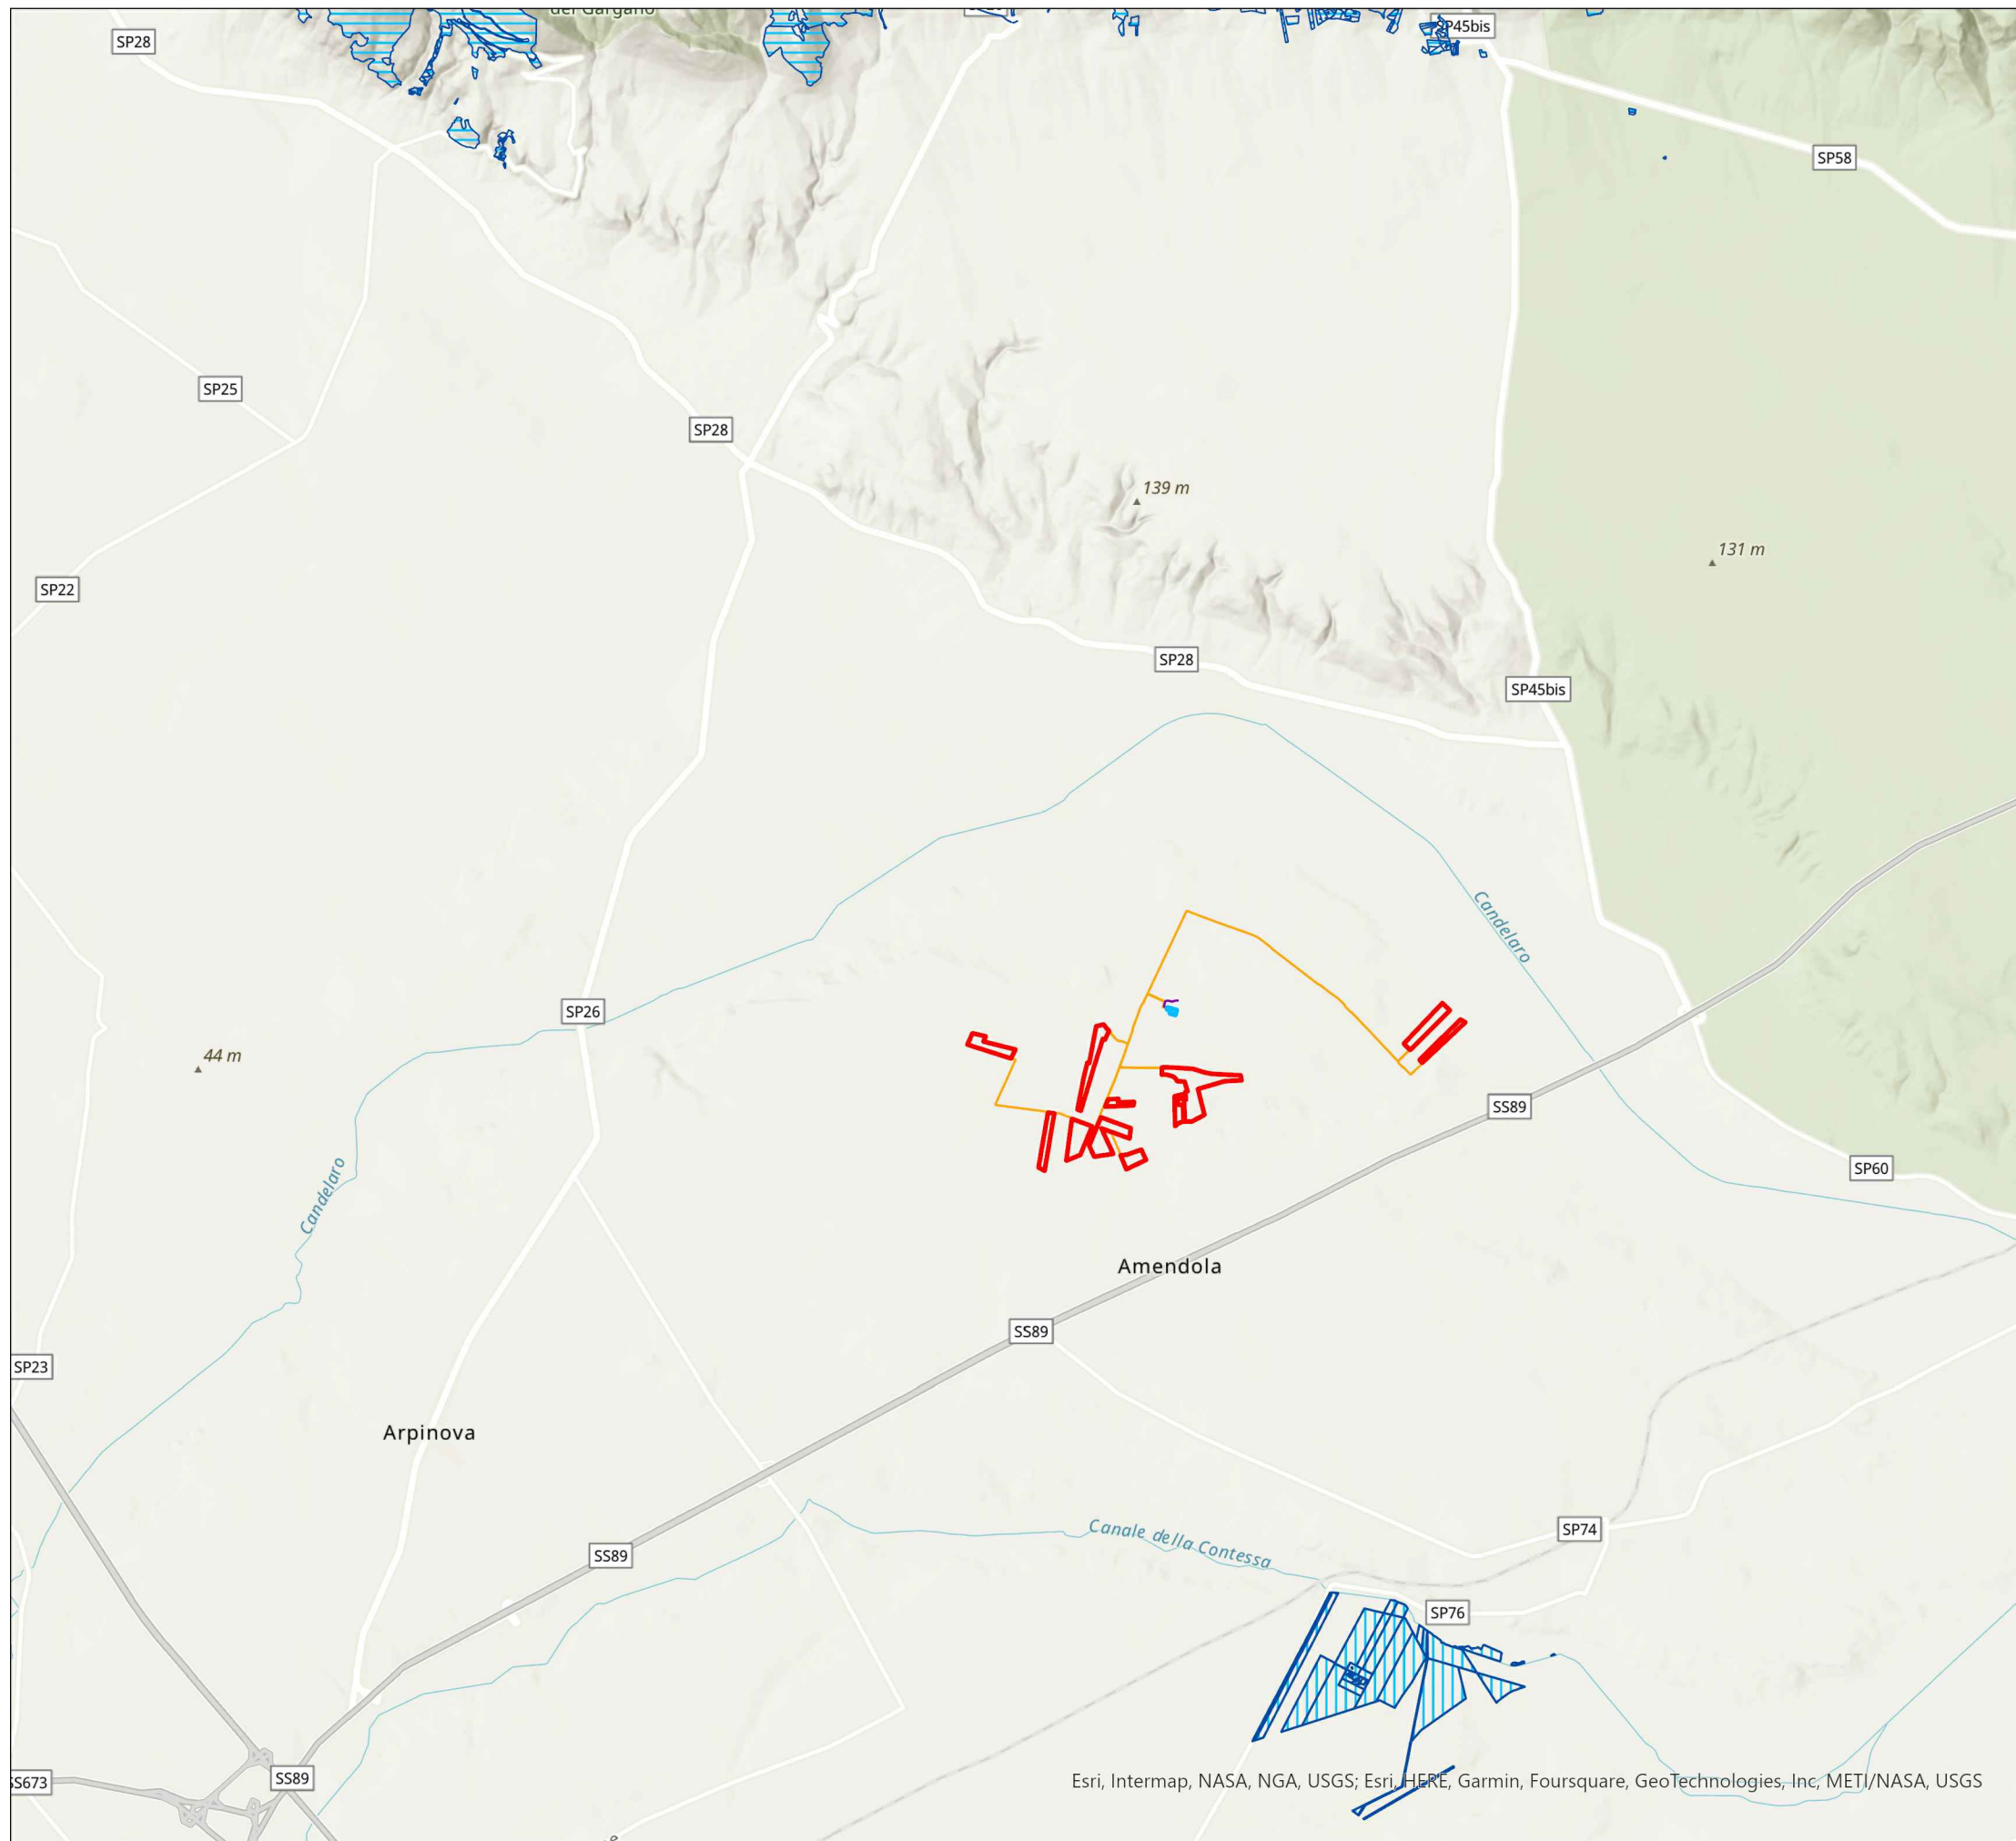 del Gargano
SP28
SP45bis
SP58
SP25
SP28
139 m
131 m
SP22
SP28
SP45bis
Candelaro
SP26
44 m
SS89
Candelaro
SP60
Amendola
SS89
SP23
Arpinova
Canale della Contessa
SP74
SS89
SP76
SS89
SS673
Esri, Intermap, NASA, NGA, USGS; Esri, HERE, Garmin, Foursquare, GeoTechnologies, Inc, METI/NASA, USGS